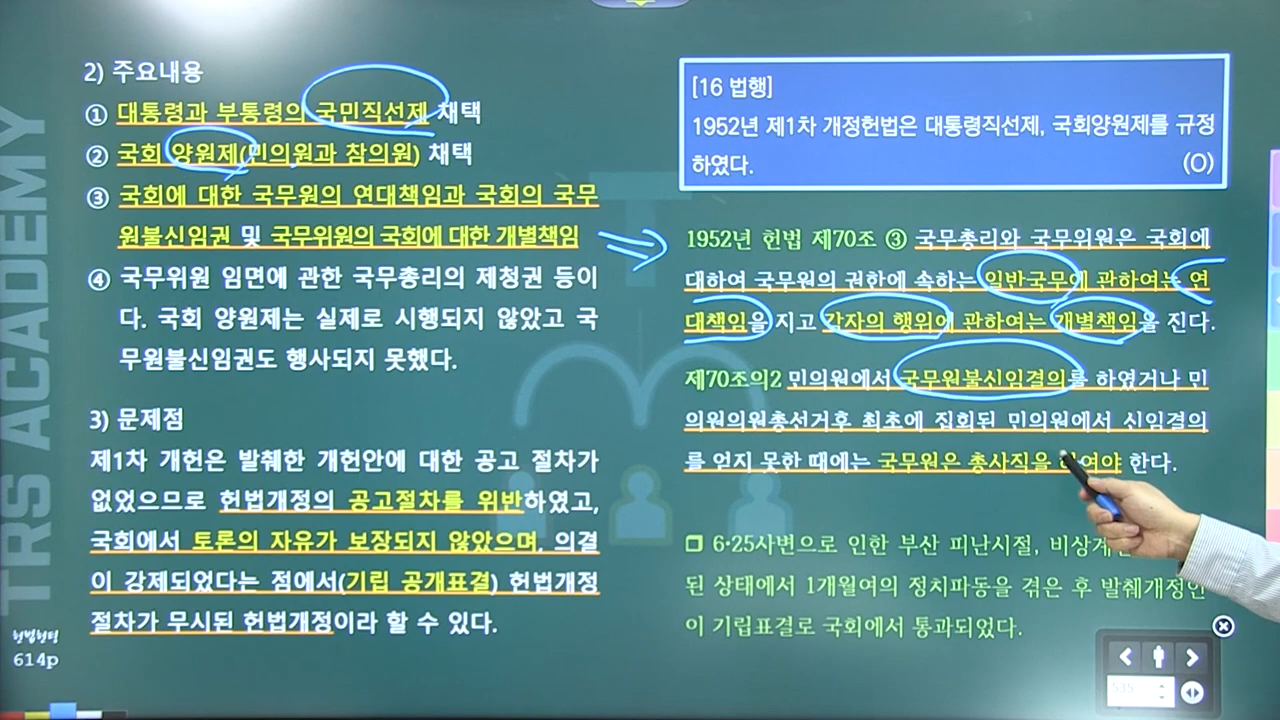 2) 주요내용
① 대통령과 부통령의 국민직선제 채택
② 국회 양원제(민의원과 참의원) 채택
③ 국회에 대한 국무원의 연대책임과 국회의 국무
원불신임권 및 국무위원의 국회에 대한 개별책임
④ 국무위원 임면에 관한 국무총리의 제청권 등이
다. 국회 양원제는 실제로 시행되지 않았고 국
무원불신임권도 행사되지 못했다.
3) 문제점
제1차 개헌은 발췌한 개헌안에 대한 공고 절차가
없었으므로 헌법개정의 공고절차를 위반하였고,
국회에서 토론의 자유가 보장되지 않았으며, 의결
이 강제되었다는 점에서(기립 공개표결) 헌법개정
절차가 무시된 헌법개정이라 할 수 있다.
[16 법행]
1952년 제1차 개정헌법은 대통령직선제, 국회양원제를 규정
하였다. (O)
1952년 헌법 제70조 ③ 국무총리와 국무위원은 국회에
대하여 국무원의 권한에 속하는 일반국무에 관하여는 연
대책임을 지고 각자의 행위에 관하여는 개별책임을 진다.
제70조의2 민의원에서 국무원불신임결의를 하였거나 민
의원의원총선거후 최초에 집회된 민의원에서 신임결의
를 얻지 못한 때에는 국무원은 총사직을 하여야 한다.
❒ 6·25사변으로 인한 부산 피난시절, 비상계
된 상태에서 1개월여의 정치파동을 겪은 후 발췌개정안
이 기립표결로 국회에서 통과되었다.
TRS ACADEMY
614p
535